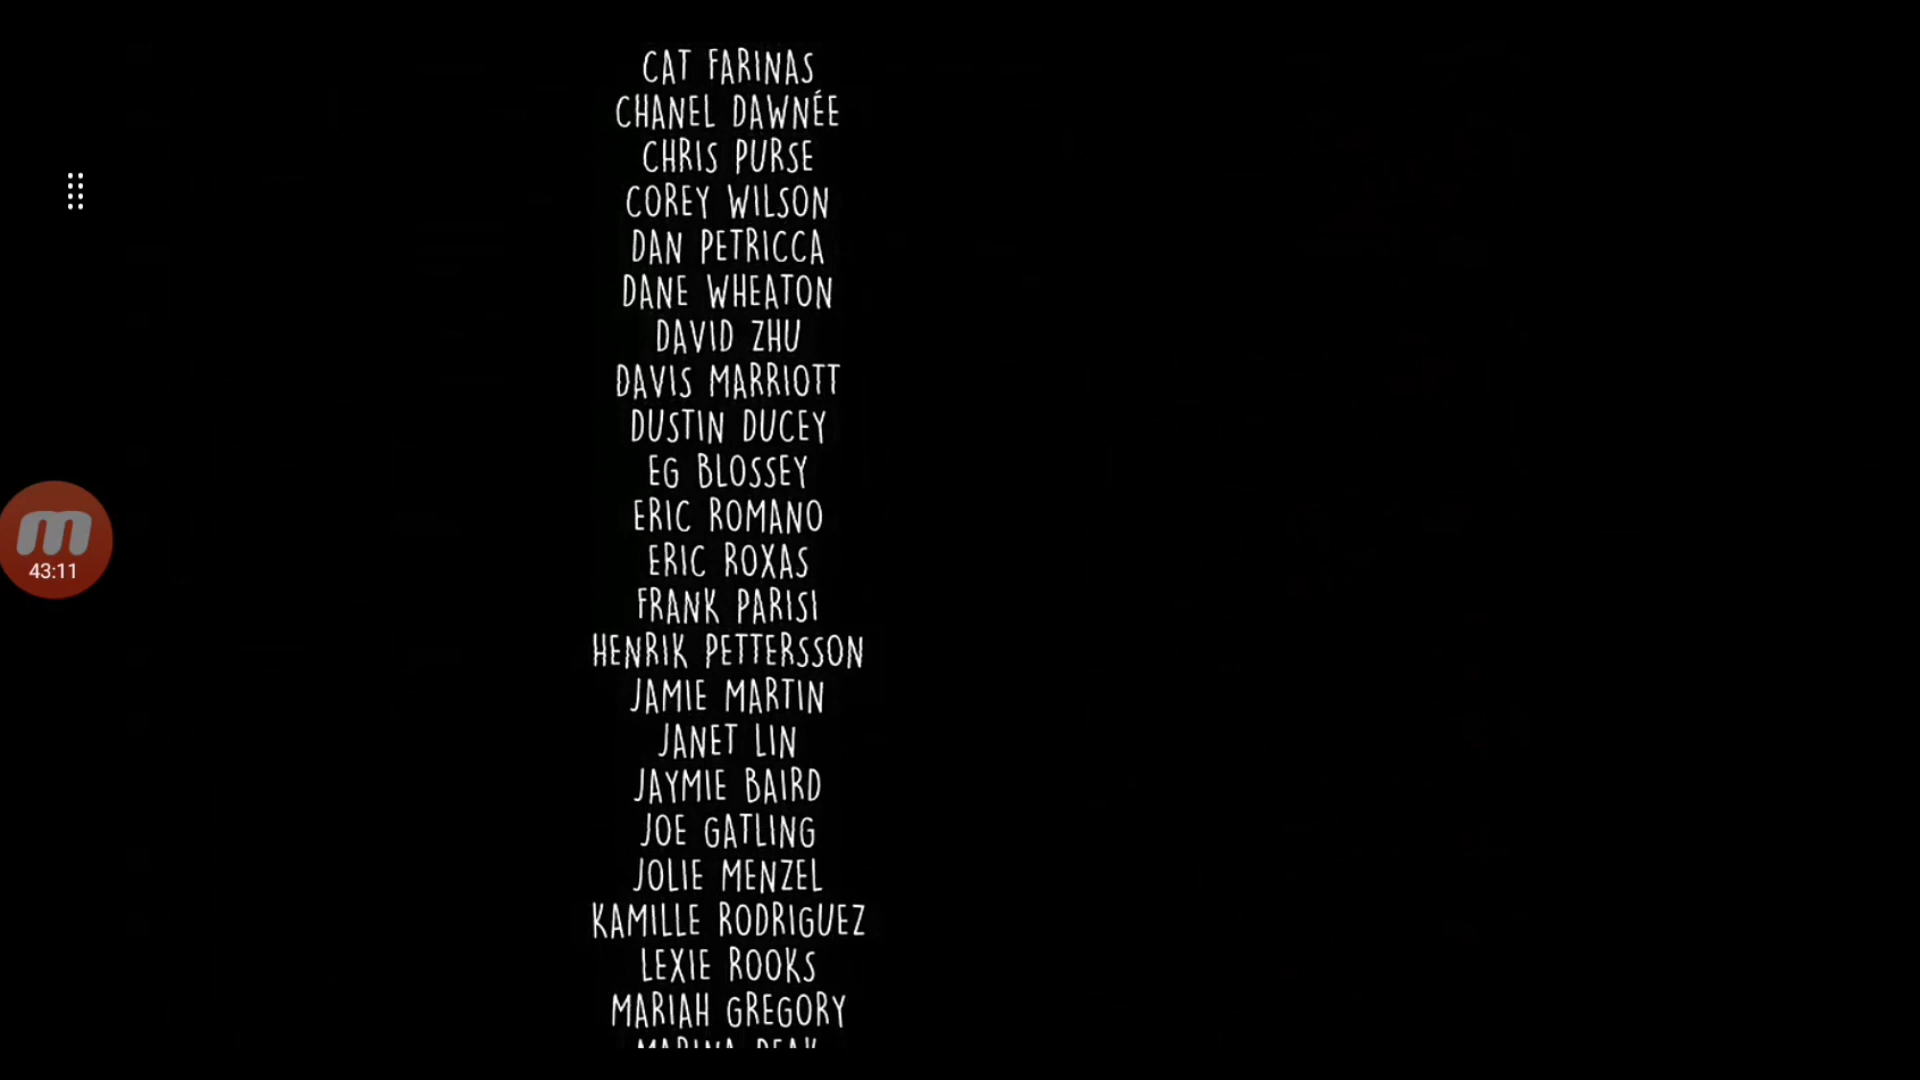 CAT FARINAS
CHANEL DAWNÉE
CHRIS PURSE
COREY WILSON
DAN PETRICCA
DANE WHEATON
DAVID ZHU
DAVIS MARRIOTT
DUSTIN DUCEY
EG BLOSSEY
ERIC ROMANO
ERIC ROXAS
FRANK PARISI
HENRIK PETTERSSON
JAMIE MARTIN
JANET LIN
JAYMIE BAIRD
JOE GATLING
JOLIE MENZEL
KAMILLE RODRIGUEZ
LEXIE ROOKS
MARIAH GREGORY
43:11